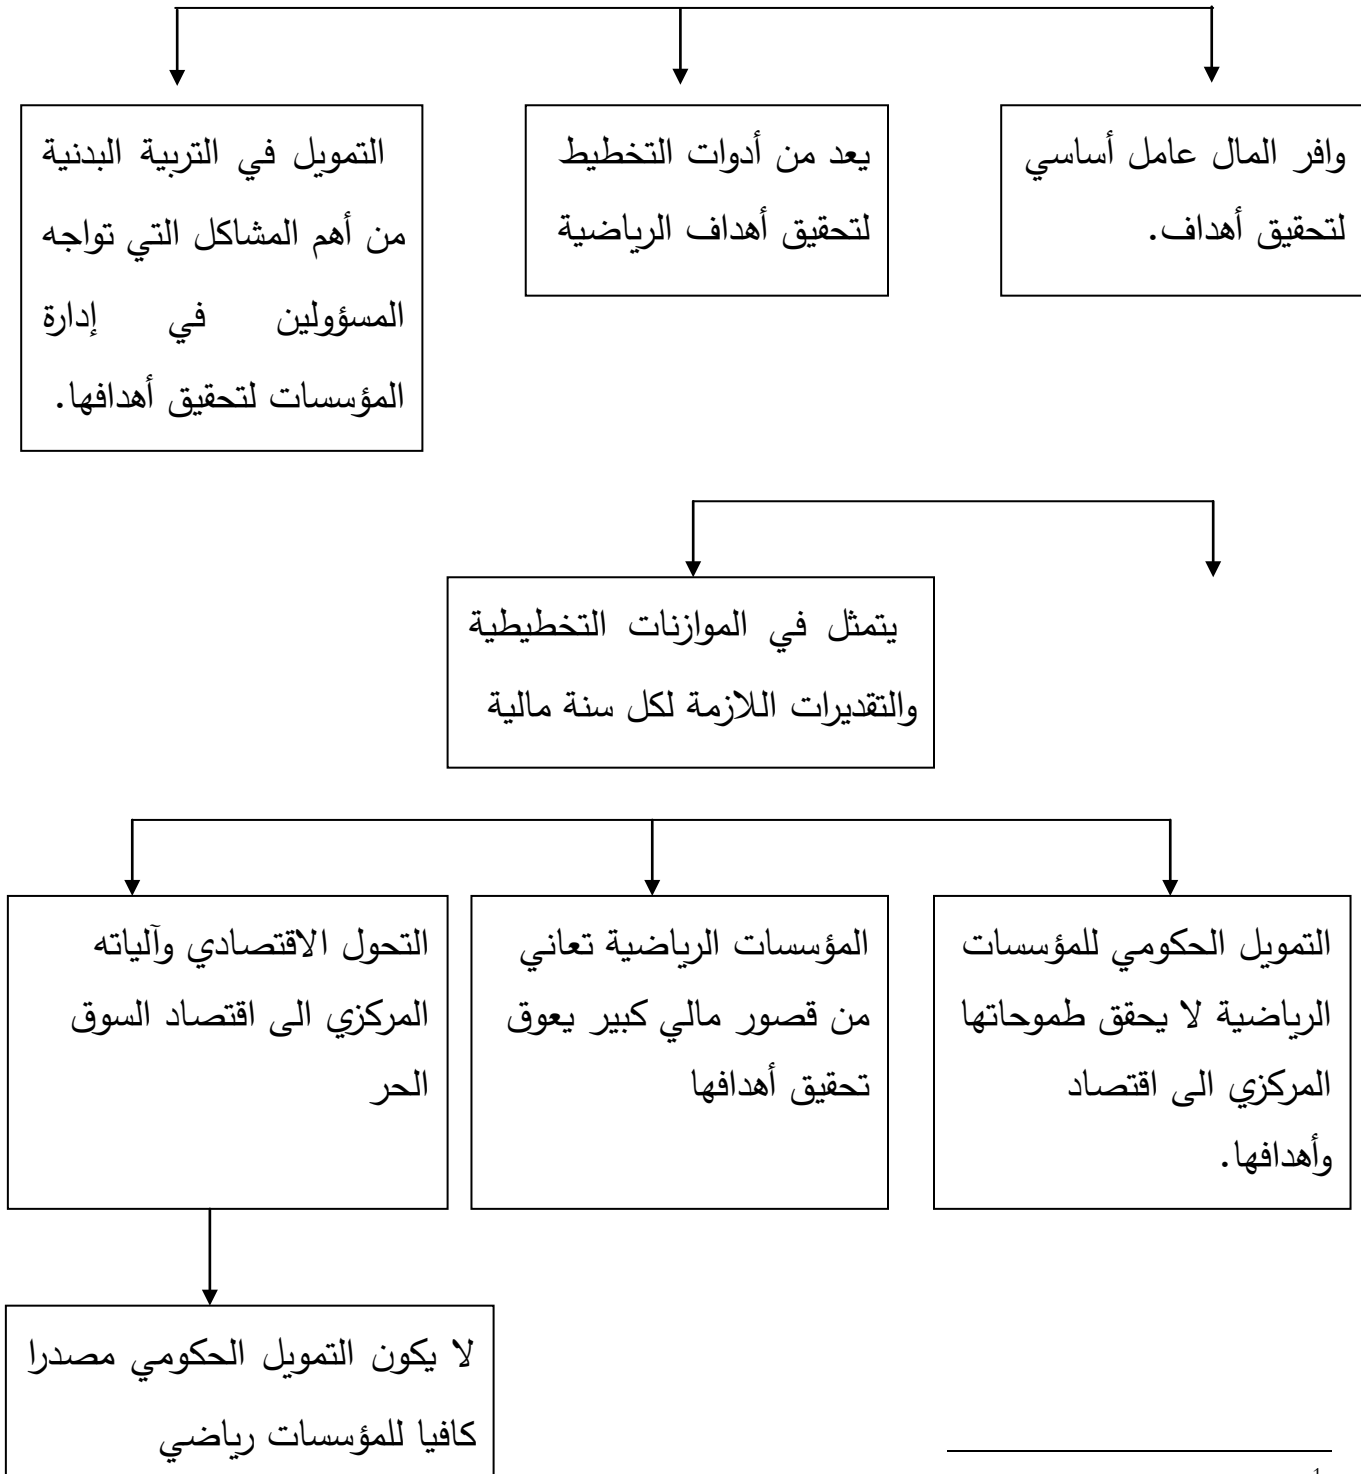 وافر المال عامل أساسي
لتحقيق أهداف.
يعد من أدوات التخطيط
لتحقيق أهداف الرياضية
التمويل في التربية البدنية
من أهم المشاكل التي تواجه
المسؤولين في إدارة
المؤسسات لتحقيق أهدافها.
يتمثل في الموازنات التخطيطية
والتقديرات اللازمة لكل سنة مالية
التمويل الحكومي للمؤسسات
الرياضية لا يحقق طموحاتها
المركزي الى اقتصاد
وأهدافها.
المؤسسات الرياضية تعاني
من قصور مالي كبير يعوق
تحقيق أهدافها
التحول الاقتصادي وآلياته
المركزي الى اقتصاد السوق
الحر
لا يكون التمويل الحكومي مصدرا
كافيا للمؤسسات رياضي
1